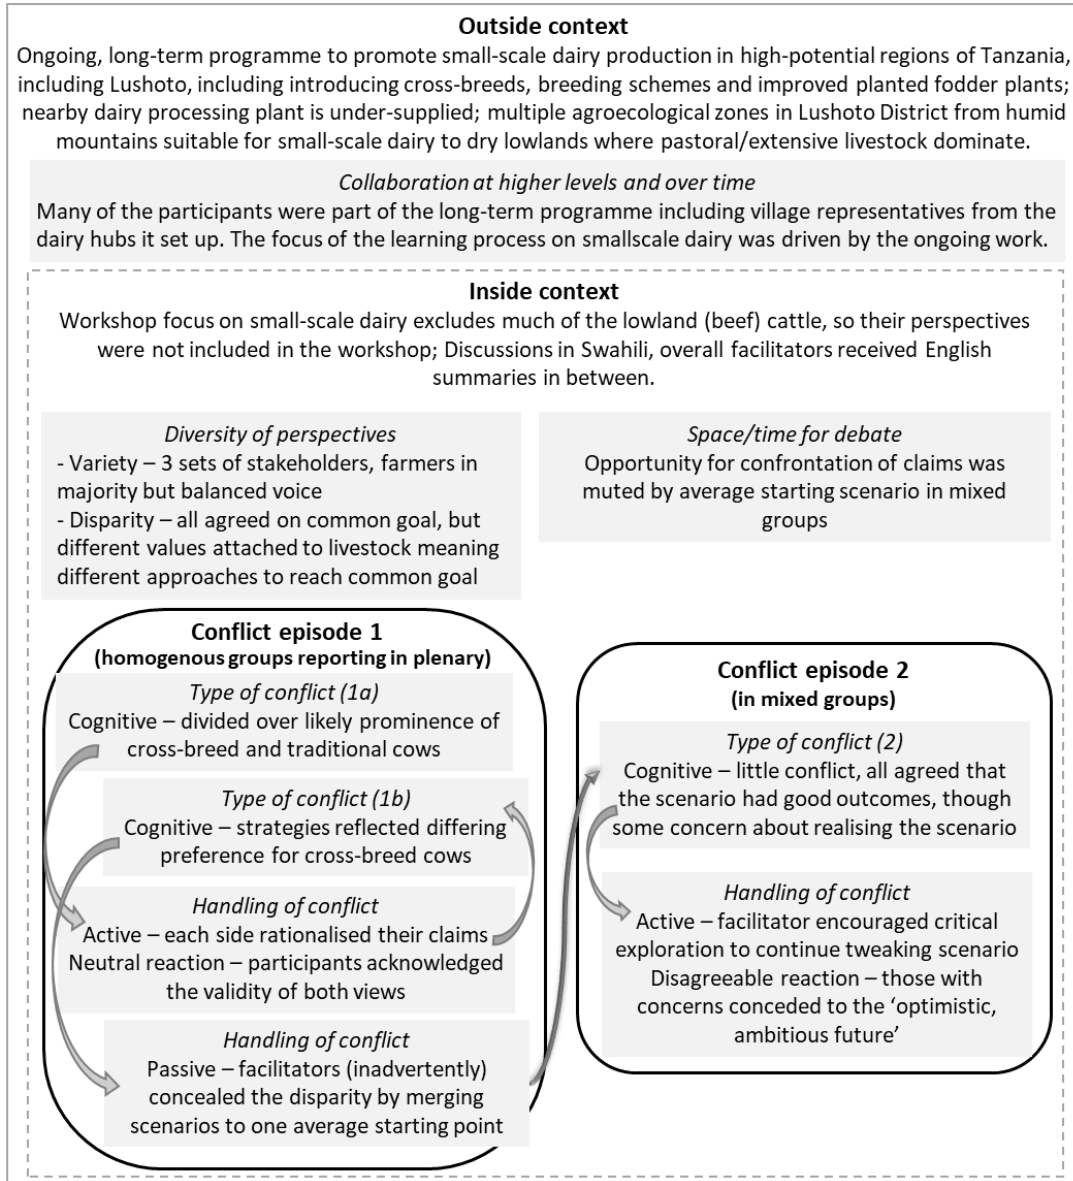 Outside context
Ongoing, long-term programme to promote small-scale dairy production in high-potential regions of Tanzania,
including Lushoto, including introducing cross-breeds, breeding schemes and improved planted fodder plants;
nearby dairy processing plant is under-supplied; multiple agroecological zones in Lushoto District from humid
mountains suitable for small-scale dairy to dry lowlands where pastoral/extensive livestock dominate.
Collaboration at higher levels and over time
Many of the participants were part of the long-term programme including village representatives from the
dairy hubs it set up. The focus of the learning process on smallscale dairy was driven by the ongoing work.
Inside context
Workshop focus on small-scale dairy excludes much of the lowland (beef) cattle, so their perspectives
were not included in the workshop; Discussions in Swahili, overall facilitators received English
summaries in between.
Diversity of perspectives
- Variety – 3 sets of stakeholders, farmers in
majority but balanced voice
- Disparity – all agreed on common goal, but
different values attached to livestock meaning
different approaches to reach common goal
Space/time for debate
Opportunity for confrontation of claims was
muted by average starting scenario in mixed
groups
Conflict episode 1
(homogenous groups reporting in plenary)
Type of conflict (1a)
Cognitive – divided over likely prominence of
cross-breed and traditional cows
Type of conflict (1b)
Cognitive – strategies reflected differing
preference for cross-breed cows
Handling of conflict
Active – each side rationalised their claims
Neutral reaction – participants acknowledged
the validity of both views
Handling of conflict
Passive – facilitators (inadvertently)
concealed the disparity by merging
scenarios to one average starting point
Conflict episode 2
(in mixed groups)
Type of conflict (2)
Cognitive – little conflict, all agreed that
the scenario had good outcomes, though
some concern about realising the scenario
Handling of conflict
Active – facilitator encouraged critical
exploration to continue tweaking scenario
Disagreeable reaction – those with
concerns conceded to the ‘optimistic,
ambitious future’